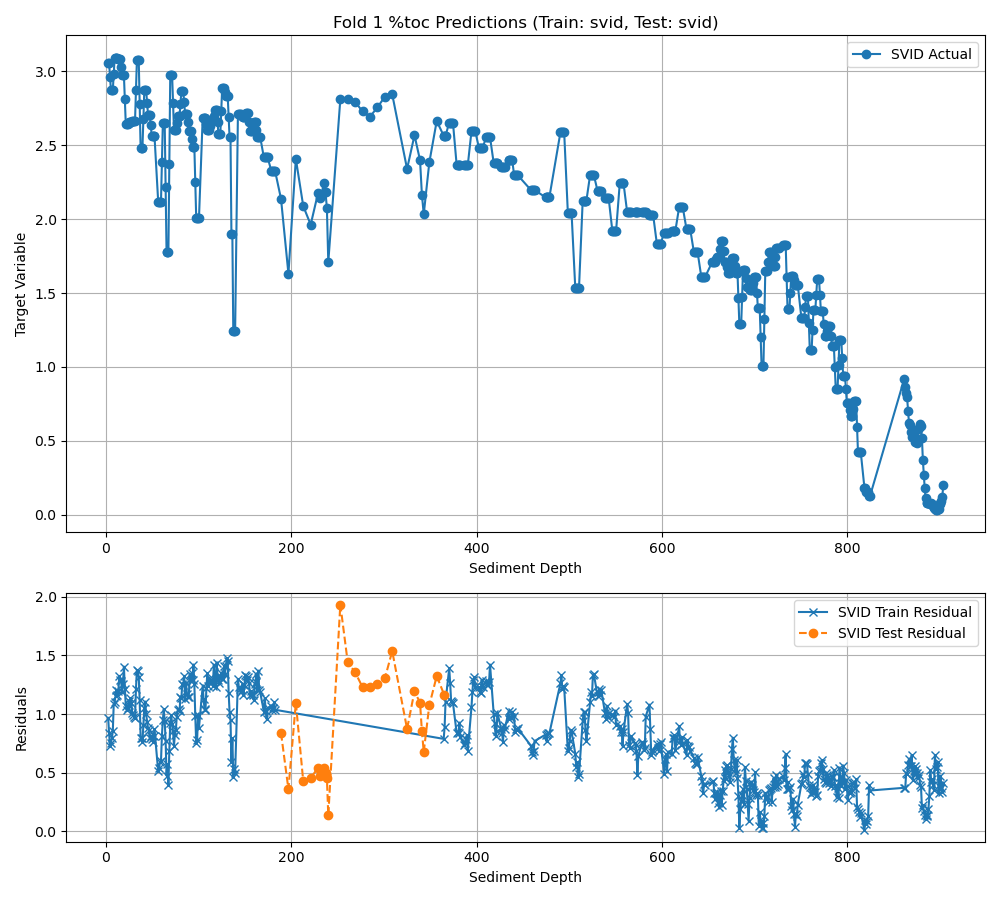 Fold 1 %toc Predictions (Train: svid, Test: svid)
SVID Actual
Target Variable
3.0
2.5
2.0
1.5
1.0
0.5
0.0
0 200 400 600 800
Sediment Depth
SVID Train Residual
SVID Test Residual
Residuals
2.0
1.5
1.0
0.5
0.0
0 200 400 600 800
Sediment Depth